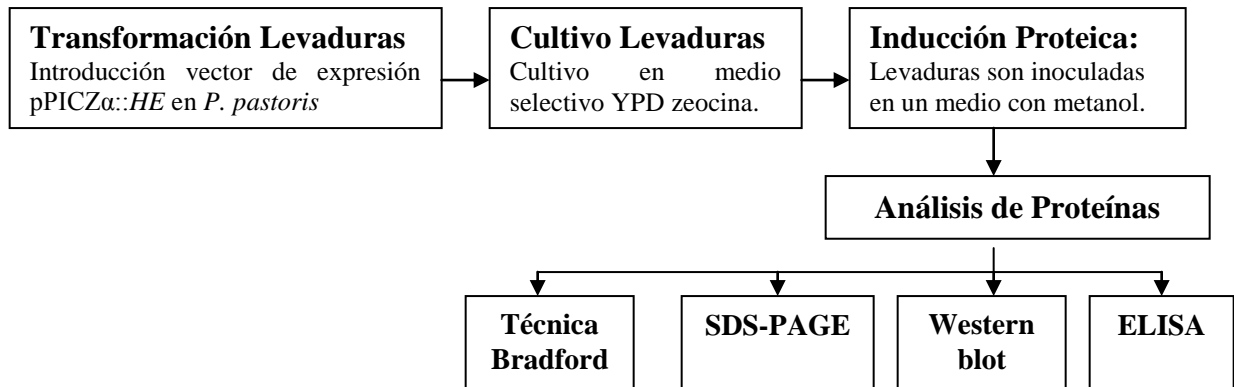 Transformación Levaduras
Introducción vector de expresión
pPICZα::HE en P. pastoris
Cultivo Levaduras
Cultivo en medio
selectivo YPD zeocina.
Inducción Proteica:
Levaduras son inoculadas
en un medio con metanol.
Análisis de Proteínas
Técnica
Bradford
SDS-PAGE
Western
blot
ELISA